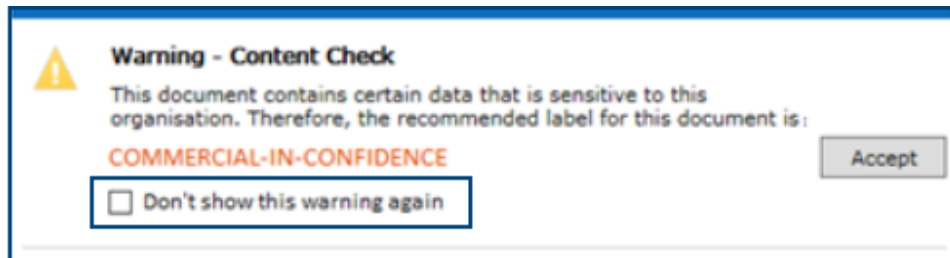 Warning - Content Check
This document contains certain data that is sensitive to this
organisation. Therefore, the recommended label for this document is:
COMMERCIAL-IN-CONFIDENCE
Accept
Don't show this warning again